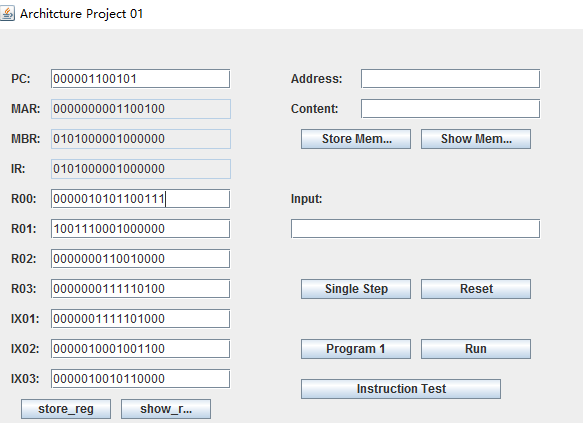 Architcture Project 01
PC: 000001100101 Address:
MAR: 0000000001100100 Content:
MBR: 0101000001000000 Store Mem... Show Mem...
IR: 0101000001000000
R00: 0000010101100111 Input:
R01: 1001110001000000
R02: 0000000110010000
R03: 0000000111110100 Single Step Reset
IX01: 0000001111101000
IX02: 0000010001001100 Program 1 Run
IX03: 0000010010110000 Instruction Test
store_reg show_r...